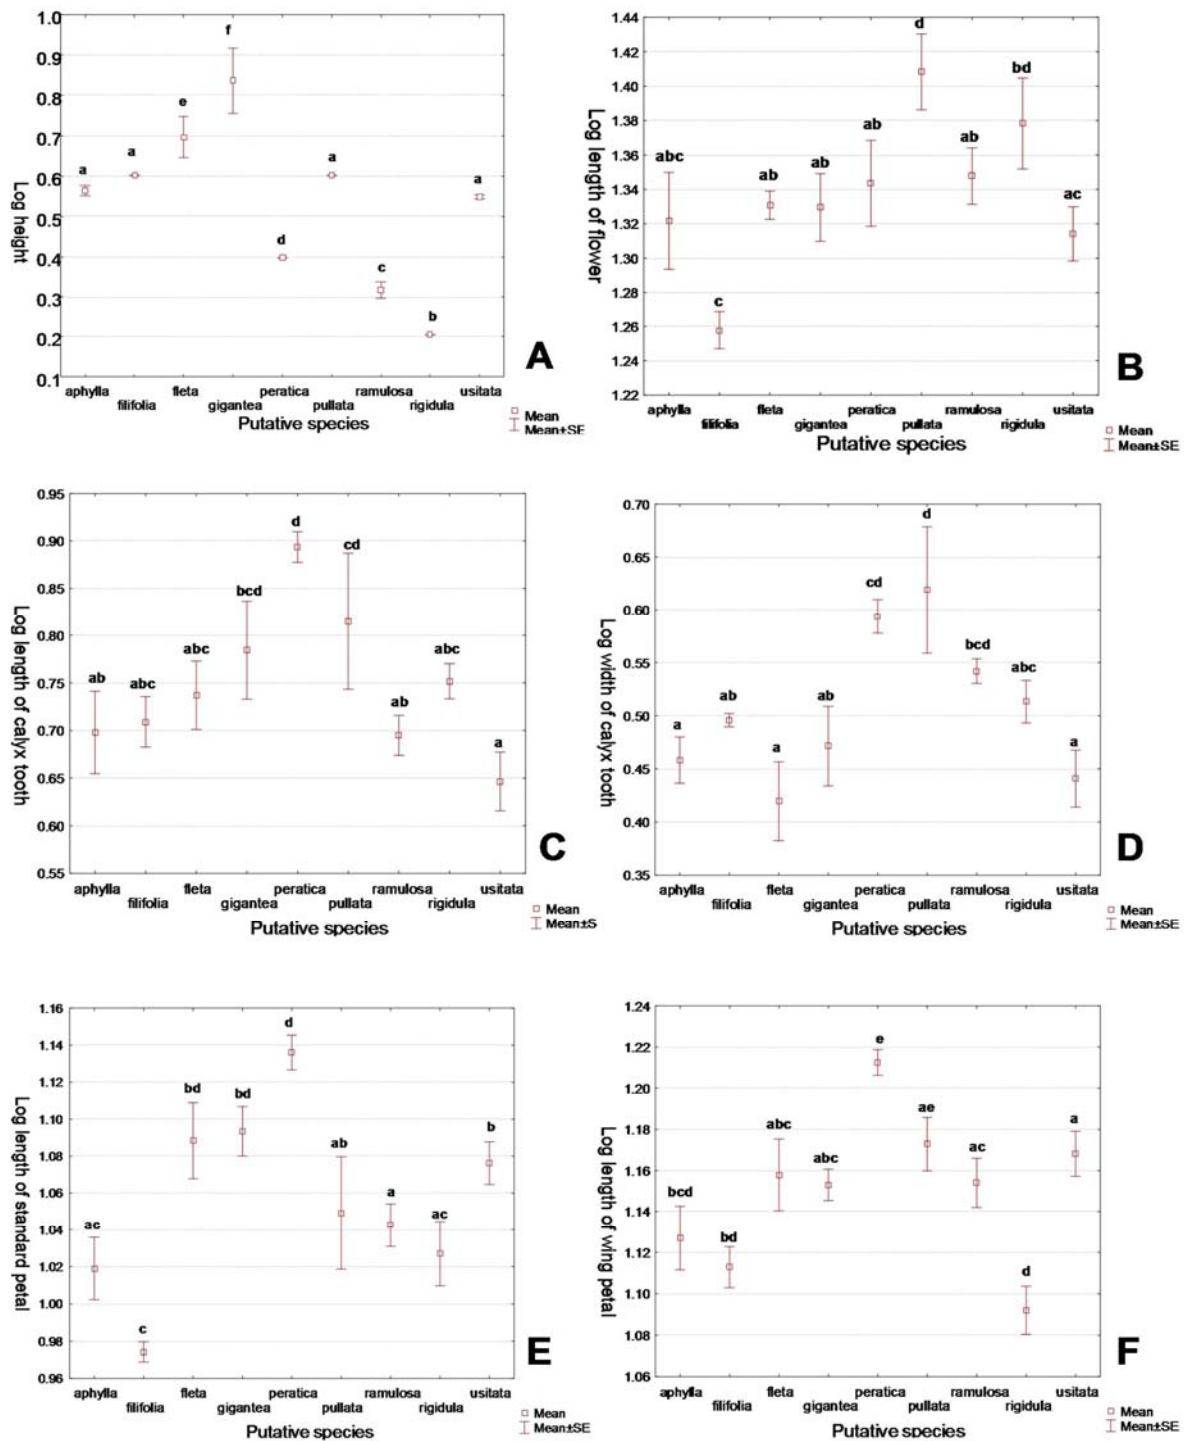 1.0
0.9
0.8
0.7
0.6
0.5
0.4
0.3
0.2
0.1
Log height
a
a
e
f
d
a
c
b
a
aphylla
filifolia
fleta
gigantea
peratica
pullata
ramulosa
rigidula
usitata
Putative species
Mean
Mean±SE
A
1.44
1.42
1.40
1.38
1.36
1.34
1.32
1.30
1.28
1.26
1.24
1.22
Log length of flower
abc
c
ab
ab
ab
d
ab
bd
ac
aphylla
filifolia
fleta
gigantea
peratica
pullata
ramulosa
rigidula
usitata
Putative species
Mean
Mean±SE
B
0.95
0.90
0.85
0.80
0.75
0.70
0.65
0.60
0.55
Log length of calyx tooth
ab
abc
abc
bcd
d
cd
ab
abc
a
aphylla
filifolia
fleta
gigantea
peratica
pullata
ramulosa
rigidula
usitata
Putative species
Mean
Mean±S
C
0.70
0.65
0.60
0.55
0.50
0.45
0.40
0.35
Log width of calyx tooth
a
ab
a
ab
cd
d
bcd
abc
a
aphylla
filifolia
fleta
gigantea
peratica
pullata
ramulosa
rigidula
usitata
Putative species
Mean
Mean±SE
D
1.16
1.14
1.12
1.10
1.08
1.06
1.04
1.02
1.00
0.98
0.96
Log length of standard petal
ac
c
bd
bd
d
ab
a
ac
b
aphylla
filifolia
fleta
gigantea
peratica
pullata
ramulosa
rigidula
usitata
Putative species
Mean
Mean±SE
E
1.24
1.22
1.20
1.18
1.16
1.14
1.12
1.10
1.08
1.06
Log length of wing petal
bcd
bd
abc
abc
e
ae
ac
d
a
aphylla
filifolia
fleta
gigantea
peratica
pullata
ramulosa
rigidula
usitata
Putative species
Mean
Mean±SE
F